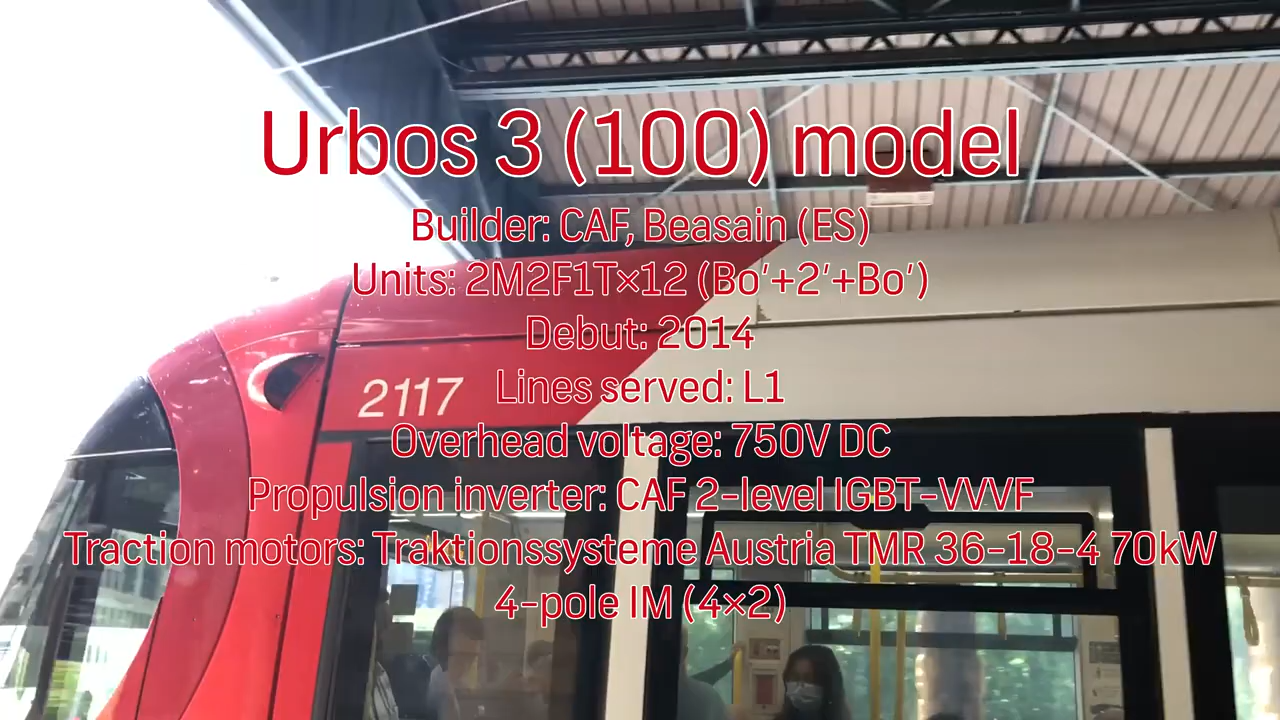 Urbos 3 (100) model
Builder: CAF, Beasain (ES)
Units: 2M2F1T×12 (Bo′+2′+Bo′)
Debut: 2014
2117
Lines served: L1
Overhead voltage: 750V DC
Propulsion inverter: CAF 2-level IGBT-VVVF
Traction motors: Traktionssysteme Austria TMR 36-18-4 70kW
4-pole IM (4×2)